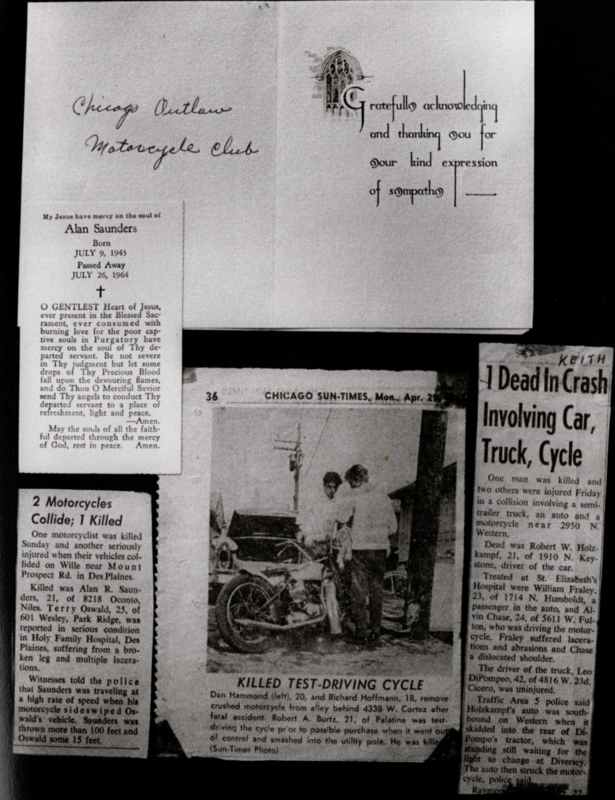 Chicago Outlaw
Motorcycle Club
Gratefully acknowledging
and thanking you for
your kind expression
of sympathy
My Jesus have mercy on the soul of
Alan Saunders
Born
JULY 9, 1943
Passed Away
JULY 26, 1964
O GENTLEST Heart of Jesus,
ever present in the Blessed Sac-
rament, ever consumed with
burning love for the poor cap-
tive souls in Purgatory have
mercy on the soul of Thy de-
parted servant. Be not severe
in Thy judgment but let some
drops of Thy Precious Blood
fall upon the devouring flames,
and do Thou O Merciful Savior
send Thy angels to conduct Thy
departed servant to a place of
refreshment, light and peace.
—Amen.
May the souls of all the faith-
ful departed through the mercy
of God, rest in peace. Amen.
2 Motorcycles
Collide; 1 Killed
One motorcyclist was killed
Sunday and another seriously
injured when their vehicles col-
lided on Wille near Mount
Prospect Rd. in Des Plaines.
Killed was Alan R. Saun-
ders, 21, of 8218 Oconto,
Niles. Terry Oswald, 25, of
601 Wesley, Park Ridge, was
reported in serious condition
in Holy Family Hospital, Des
Plaines, suffering from a bro-
ken leg and multiple lacera-
tions.
Witnesses told the police
that Saunders was traveling at
a high rate of speed when his
motorcycle sideswiped Os-
wald's vehicle. Saunders was
thrown more than 100 feet and
Oswald some 15 feet.
36 CHICAGO SUN-TIMES, Mon., Apr. 29
KILLED TEST-DRIVING CYCLE
Dan Hammond (left), 20, and Richard Hoffmann, 18, remove
crushed motorcycle from alley behind 4338 W. Cortez after
fatal accident. Robert A. Burtz, 21, of Palatine was test-
driving the cycle prior to possible purchase when it went out
of control and smashed into the utility pole. He was killed
(Sun-Times Photo)
KEITH
1 Dead In Crash
Involving Car,
Truck, Cycle
One man was killed and
two others were injured Friday
in a collision involving a semi-
trailer truck, an auto and a
motorcycle near 2950 N.
Western.
Dead was Robert W. Holz-
kampf, 21, of 1910 N. Key-
stone, driver of the car.
Treated at St. Elizabeth's
Hospital were William Fraley,
23, of 1714 N. Humboldt, a
passenger in the auto, and Al-
vin Chase, 24, of 5611 W. Ful-
ton, who was driving the motor-
cycle. Fraley suffered lacera-
tions and abrasions and Chase
a dislocated shoulder.
The driver of the truck, Leo
DiPompeo, 42, of 4816 W. 23d,
Cicero, was uninjured.
Traffic Area 5 police said
Holzkampf's auto was south-
bound on Western when it
skidded into the rear of Di-
Pompo's tractor, which was
standing still waiting for the
light to change at Diversey.
The auto then struck the motor-
cycle, police said.
Raymond